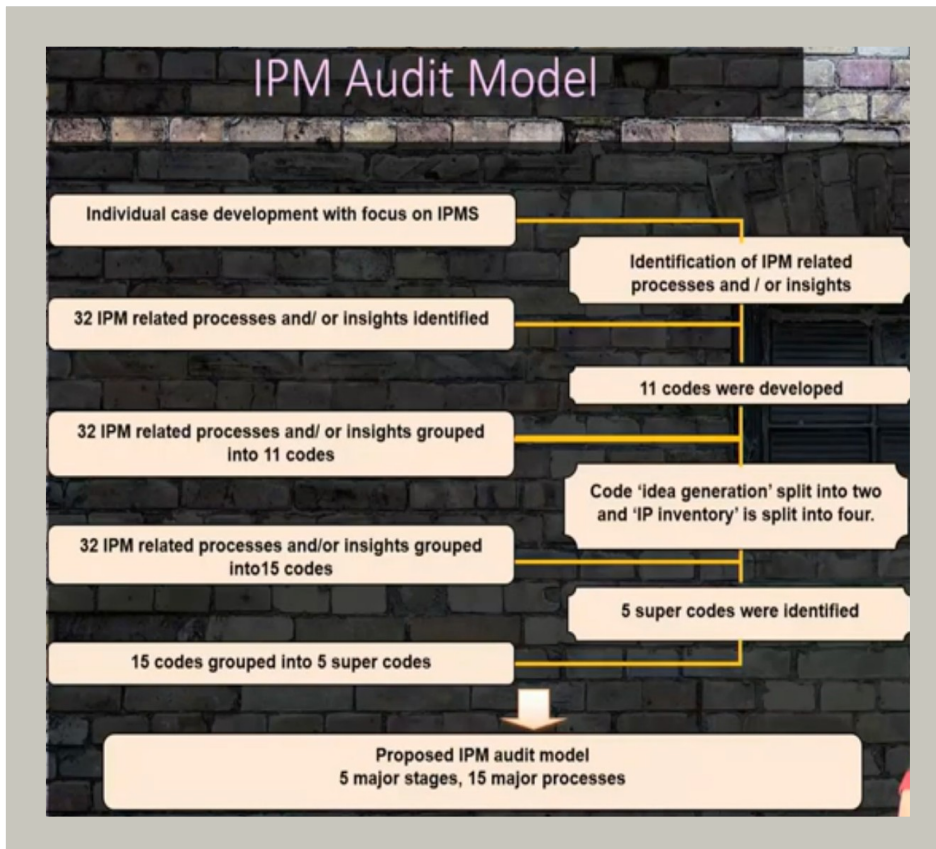 IPM Audit Model
Individual case development with focus on IPMS
Identification of IPM related
processes and / or insights
32 IPM related processes and/ or insights identified
11 codes were developed
32 IPM related processes and/ or insights grouped
into 11 codes
Code ‘idea generation’ split into two
and ‘IP inventory’ is split into four.
32 IPM related processes and/or insights grouped
into15 codes
5 super codes were identified
15 codes grouped into 5 super codes
Proposed IPM audit model
5 major stages, 15 major processes